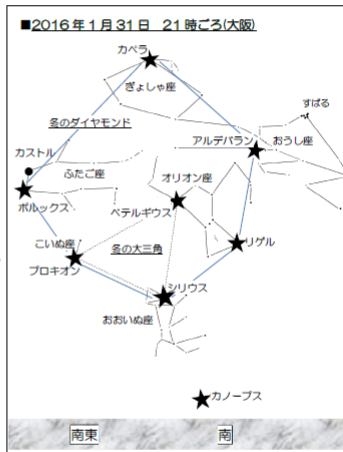 ■2016年1月31日　21時ごろ(大阪)
カペラ
ぎょしゃ座
すばる
冬のダイヤモンド
アルデバラン
おうし座
カストル
ふたご座
オリオン座
ポルックス
ベテルギウス
こいぬ座
冬の大三角
リゲル
プロキオン
シリウス
おおいぬ座
カノープス
南東
南